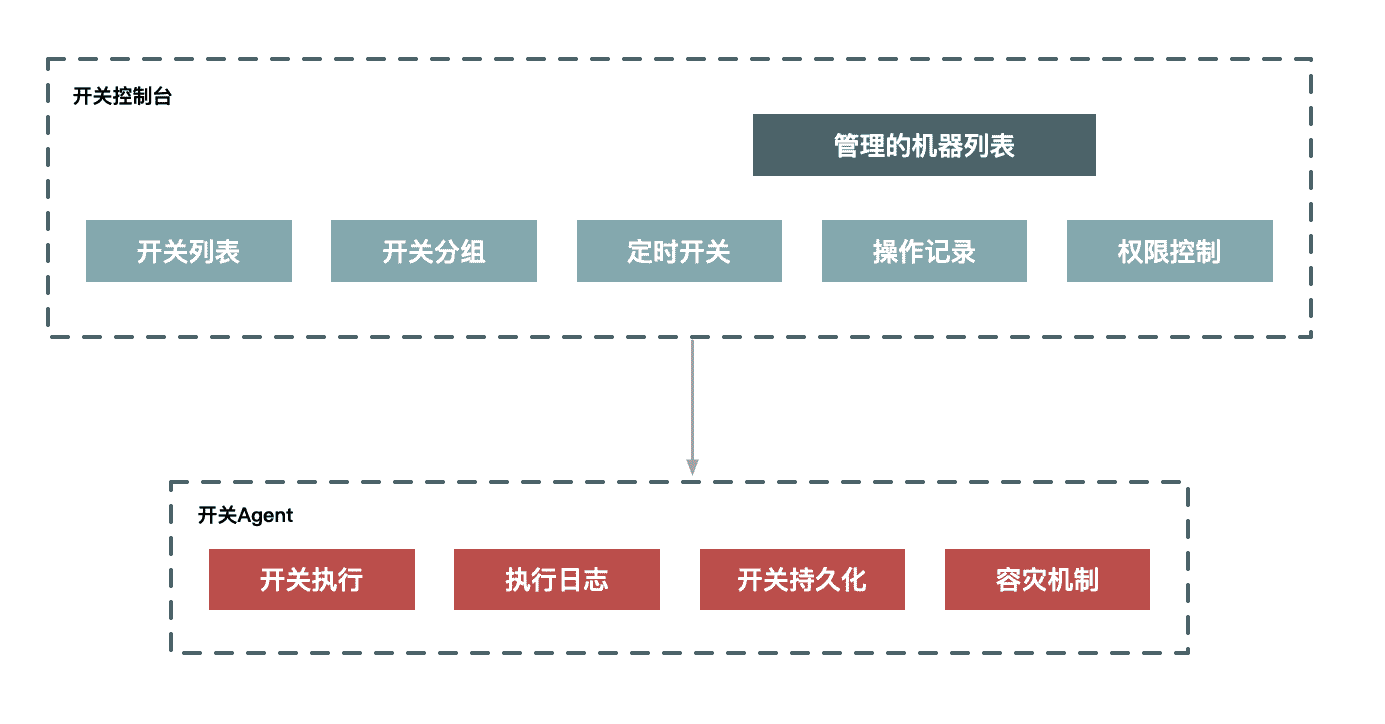 开关控制台
管理的机器列表
开关列表
开关分组
定时开关
操作记录
权限控制
开关Agent
开关执行
执行日志
开关持久化
容灾机制